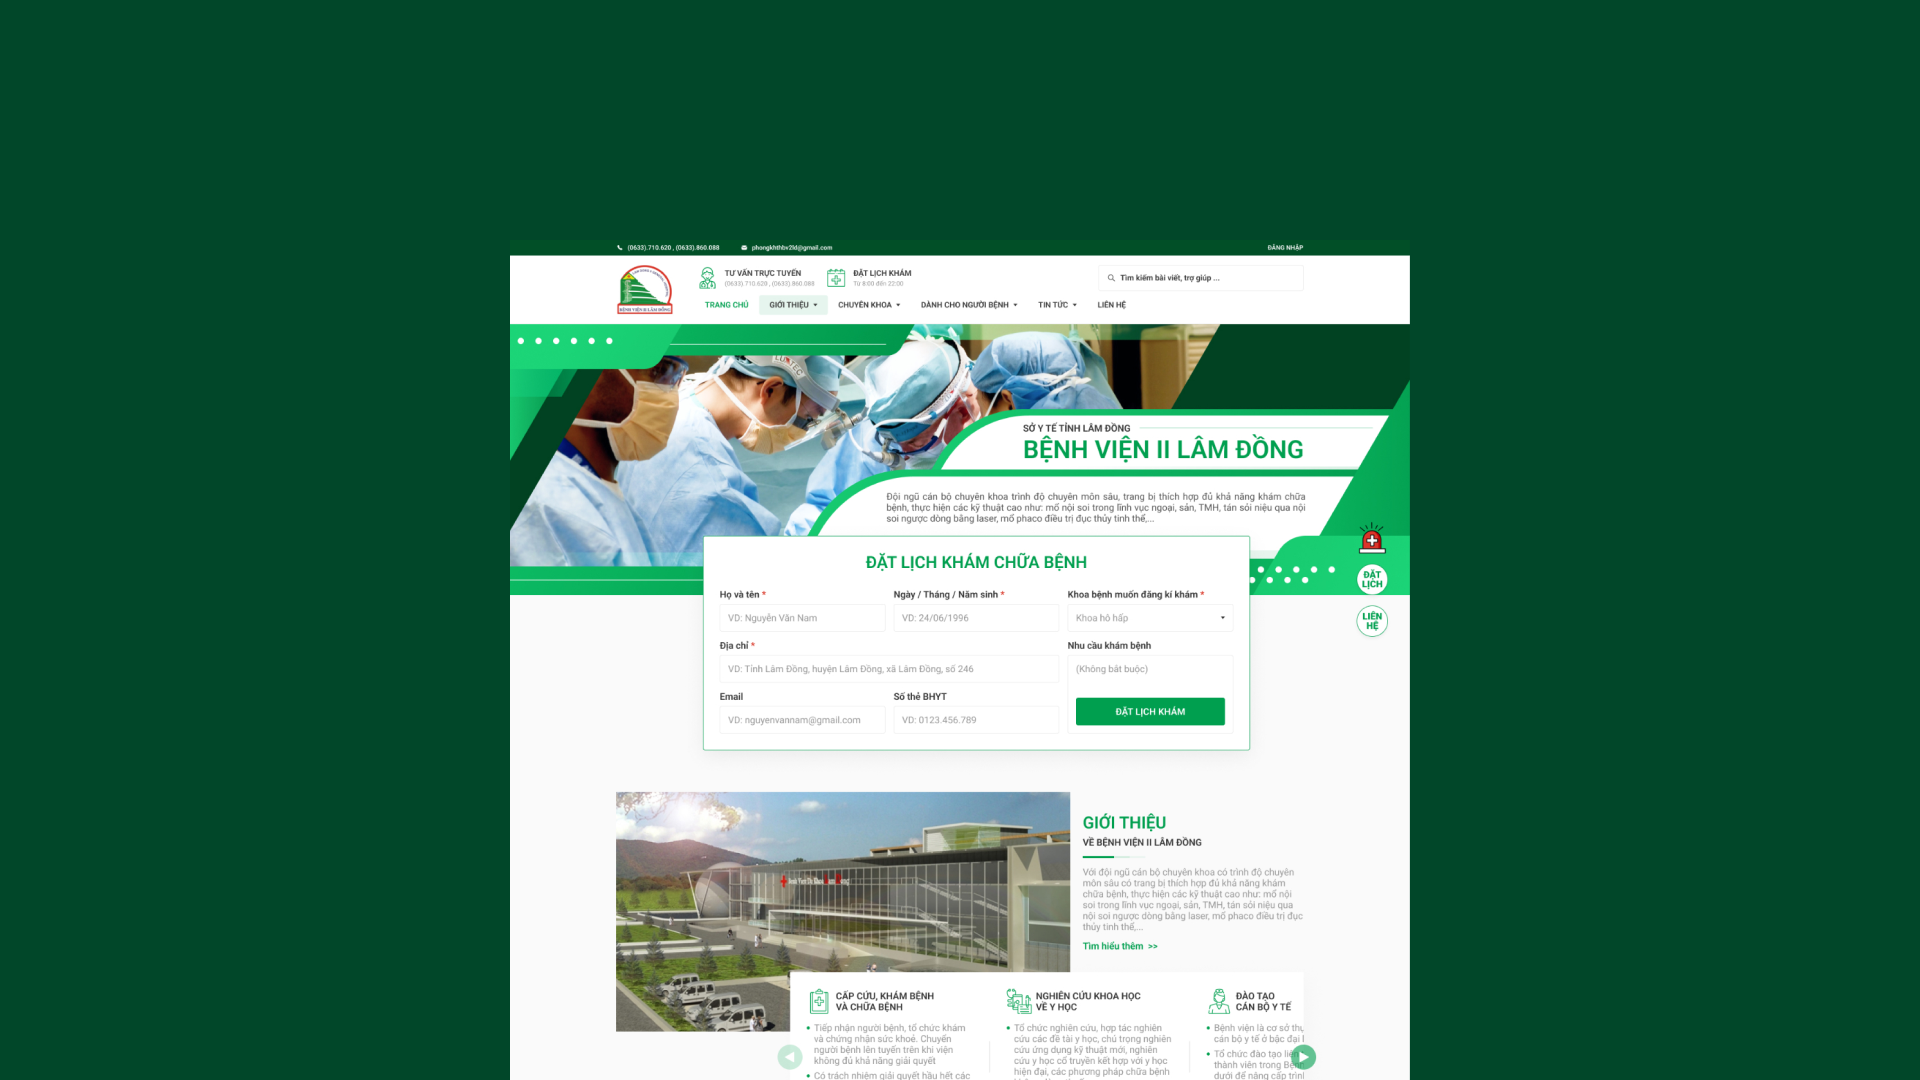 (0633).710.620 , (0633).860.088
phongkhthbv2ld@gmail.com
ĐĂNG NHẬP
TƯ VẤN TRỰC TUYẾN
(0633).710.620 , (0633).860.088
ĐẶT LỊCH KHÁM
Từ 8:00 đến 22:00
Tìm kiếm bài viết, trợ giúp ...
BỆNH VIỆN II LÂM ĐỒNG
TRANG CHỦ
GIỚI THIỆU
CHUYÊN KHOA
DÀNH CHO NGƯỜI BỆNH
TIN TỨC
LIÊN HỆ
SỞ Y TẾ TỈNH LÂM ĐỒNG
BỆNH VIỆN II LÂM ĐỒNG
Đội ngũ cán bộ chuyên khoa trình độ chuyên môn sâu, trang bị thích hợp đủ khả năng khám chữa
bệnh, thực hiện các kỹ thuật cao như: mổ nội soi trong lĩnh vực ngoại, sản, TMH, tán sỏi niệu qua nội
soi ngược dòng bằng laser, mổ phaco điều trị đục thủy tinh thể,...
ĐẶT
LỊCH
LIÊN
HỆ
ĐẶT LỊCH KHÁM CHỮA BỆNH
Họ và tên *
Ngày / Tháng / Năm sinh *
Khoa bệnh muốn đăng kí khám *
VD: Nguyễn Văn Nam
VD: 24/06/1996
Khoa hô hấp
Địa chỉ *
Nhu cầu khám bệnh
VD: Tỉnh Lâm Đồng, huyện Lâm Đồng, xã Lâm Đồng, số 246
(Không bắt buộc)
Email
Số thẻ BHYT
VD: nguyenvannam@gmail.com
VD: 0123.456.789
ĐẶT LỊCH KHÁM
GIỚI THIỆU
VỀ BỆNH VIỆN II LÂM ĐỒNG
Với đội ngũ cán bộ chuyên khoa có trình độ chuyên
môn sâu có trang bị thích hợp đủ khả năng khám
chữa bệnh, thực hiện các kỹ thuật cao như: mổ nội
soi trong lĩnh vực ngoại, sản, TMH, tán sỏi niệu qua
nội soi ngược dòng bằng laser, mổ phaco điều trị đục
thủy tinh thể,...
Tìm hiểu thêm >>
CẤP CỨU, KHÁM BỆNH
VÀ CHỮA BỆNH
Tiếp nhận người bệnh, tổ chức khám
và chứng nhận sức khoẻ. Chuyển
người bệnh lên tuyến trên khi viện
không đủ khả năng giải quyết
Có trách nhiệm giải quyết hầu hết các
NGHIÊN CỨU KHOA HỌC
VỀ Y HỌC
Tổ chức nghiên cứu, hợp tác nghiên
cứu các đề tài y học, chú trọng nghiên
cứu ứng dụng kỹ thuật mới, nghiên
cứu y học cổ truyền kết hợp với y học
hiện đại, các phương pháp chữa bệnh
ĐÀO TẠO
CÁN BỘ Y TẾ
Bệnh viện là cơ sở thự
cán bộ y tế ở bậc đại
Tổ chức đào tạo liên
thành viên trong Bện
dưới để nâng cấp trìn